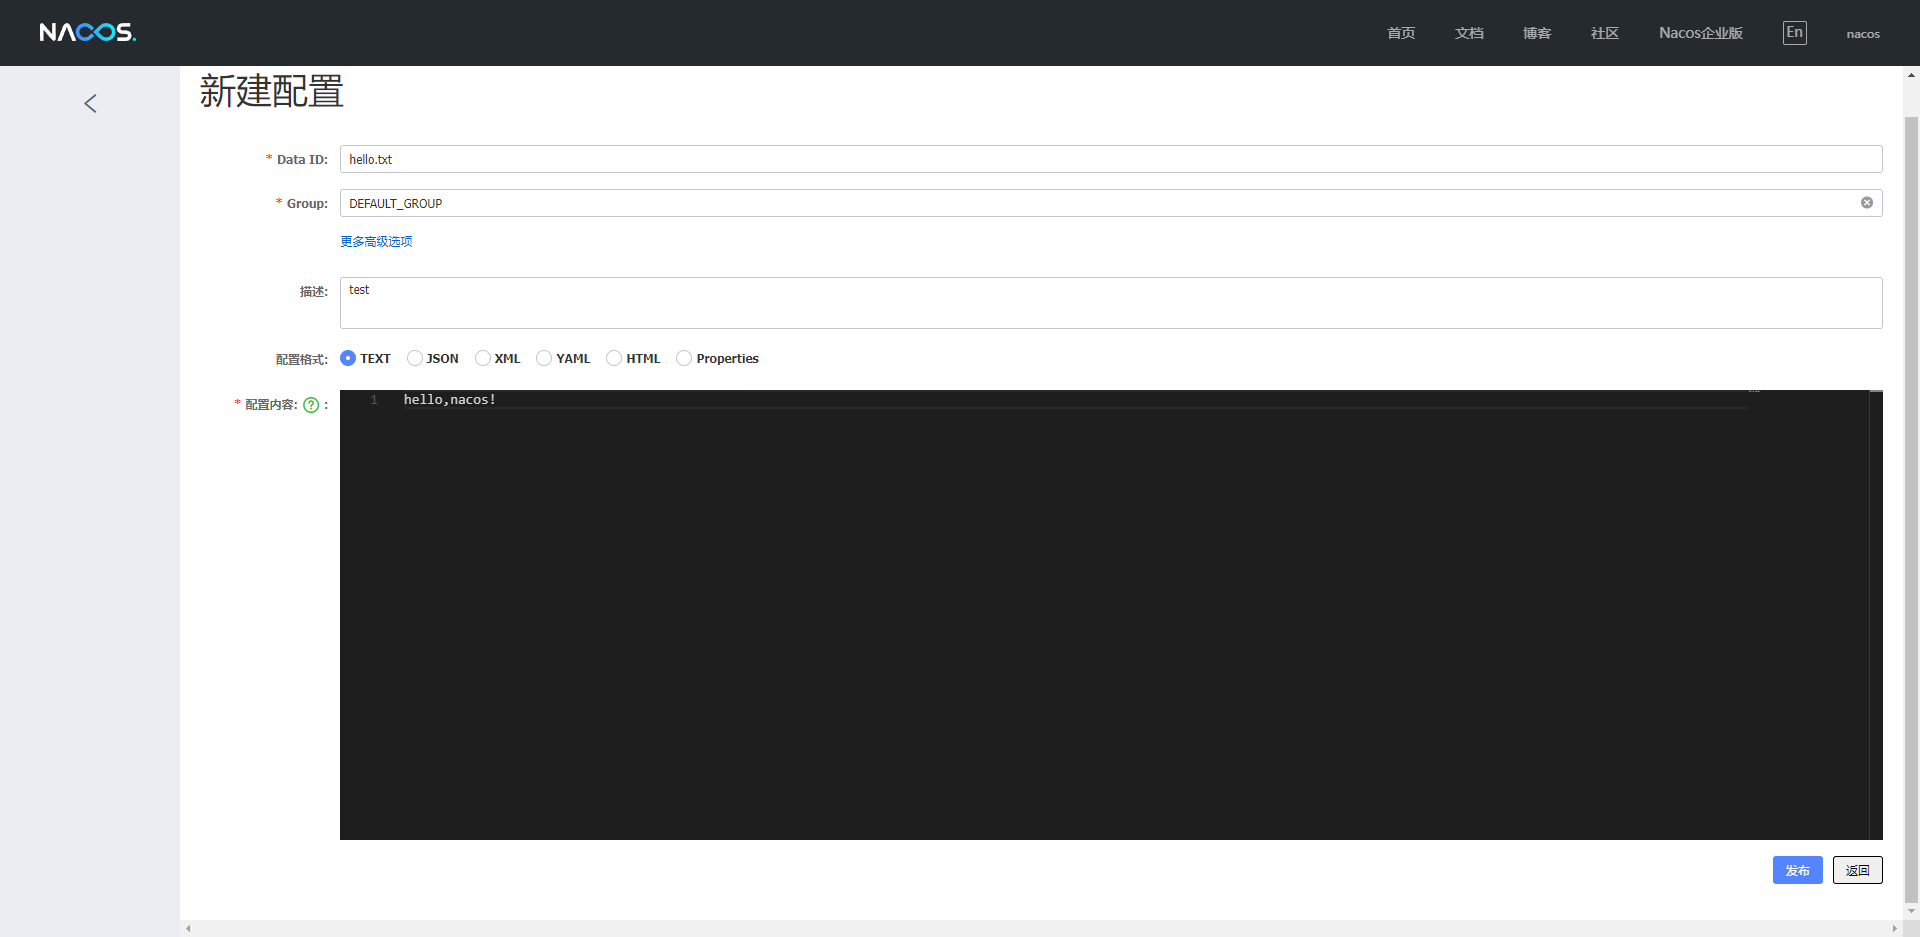 NACOS.
首页 文档 博客 社区 Nacos企业版 En nacos
新建配置
* Data ID: hello.txt
* Group: DEFAULT_GROUP
更多高级选项
描述: test
配置格式: TEXT JSON XML YAML HTML Properties
* 配置内容: ? : 1 hello,nacos!
发布 返回